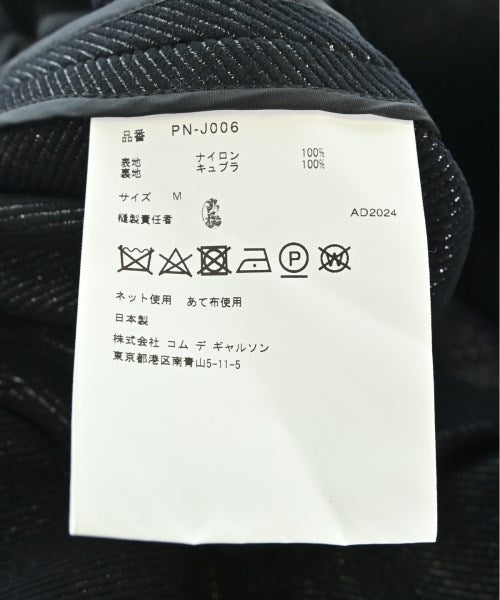 品番 PN-J006
表地 ナイロン 100%
裏地 キュプラ 100%
サイズ M
縫製責任者 AD2024
P W
ネット使用 あて布使用
日本製
株式会社 コム デ ギャルソン
東京都港区南青山5-11-5